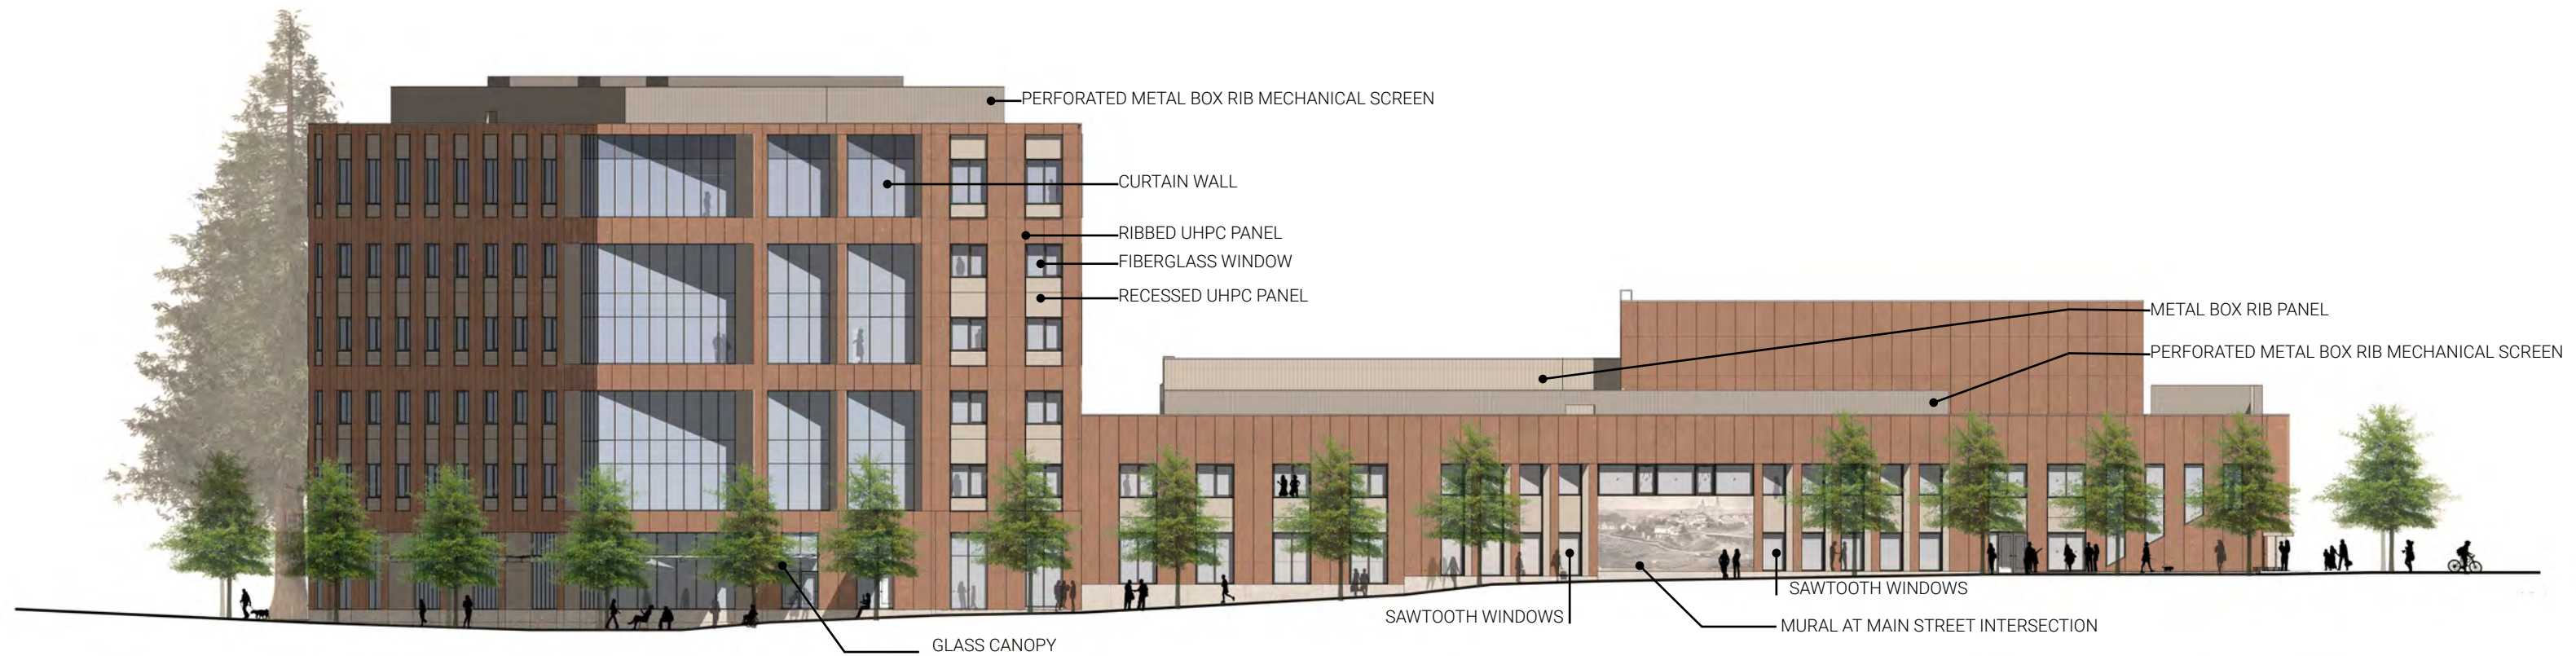 PERFORATED METAL BOX RIB MECHANICAL SCREEN
CURTAIN WALL
RIBBED UHPC PANEL
FIBERGLASS WINDOW
RECESSED UHPC PANEL
METAL BOX RIB PANEL
PERFORATED METAL BOX RIB MECHANICAL SCREEN
SAWTOOTH WINDOWS
SAWTOOTH WINDOWS
MURAL AT MAIN STREET INTERSECTION
GLASS CANOPY